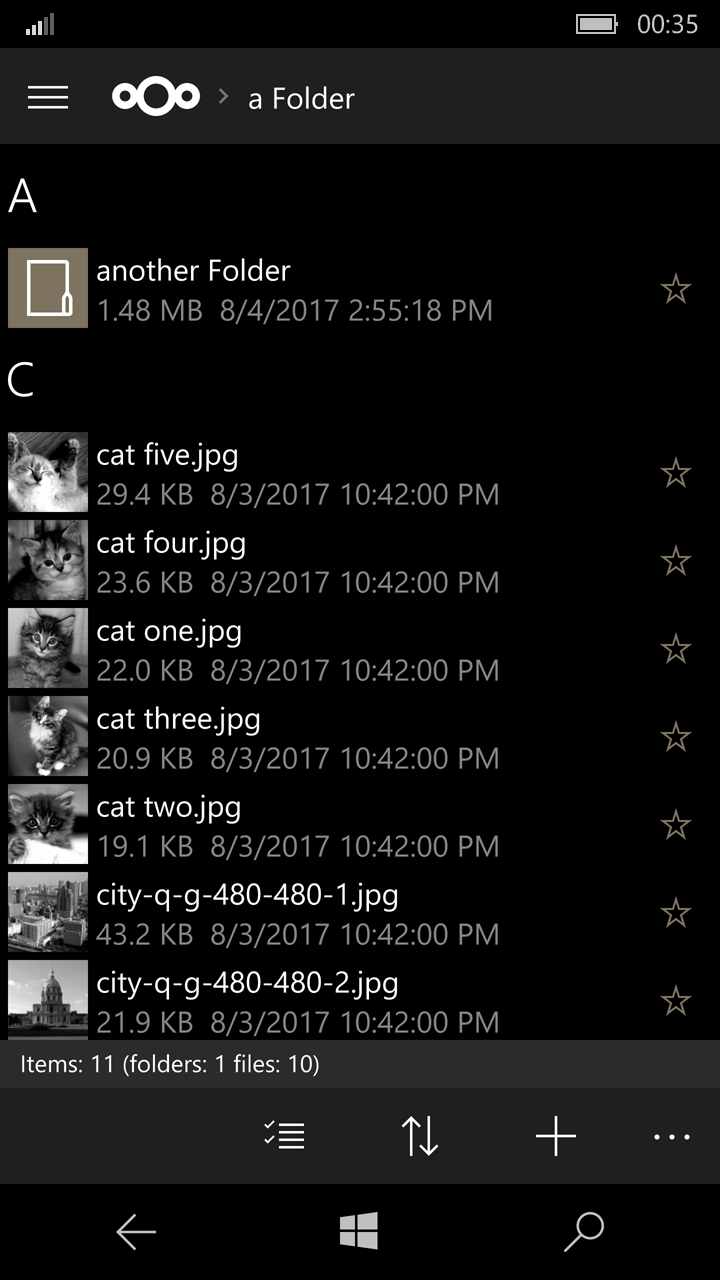 00:35
a Folder
A
another Folder
1.48 MB 8/4/2017 2:55:18 PM
C
cat five.jpg
29.4 KB 8/3/2017 10:42:00 PM
cat four.jpg
23.6 KB 8/3/2017 10:42:00 PM
cat one.jpg
22.0 KB 8/3/2017 10:42:00 PM
cat three.jpg
20.9 KB 8/3/2017 10:42:00 PM
cat two.jpg
19.1 KB 8/3/2017 10:42:00 PM
city-q-g-480-480-1.jpg
43.2 KB 8/3/2017 10:42:00 PM
city-q-g-480-480-2.jpg
21.9 KB 8/3/2017 10:42:00 PM
Items: 11 (folders: 1 files: 10)